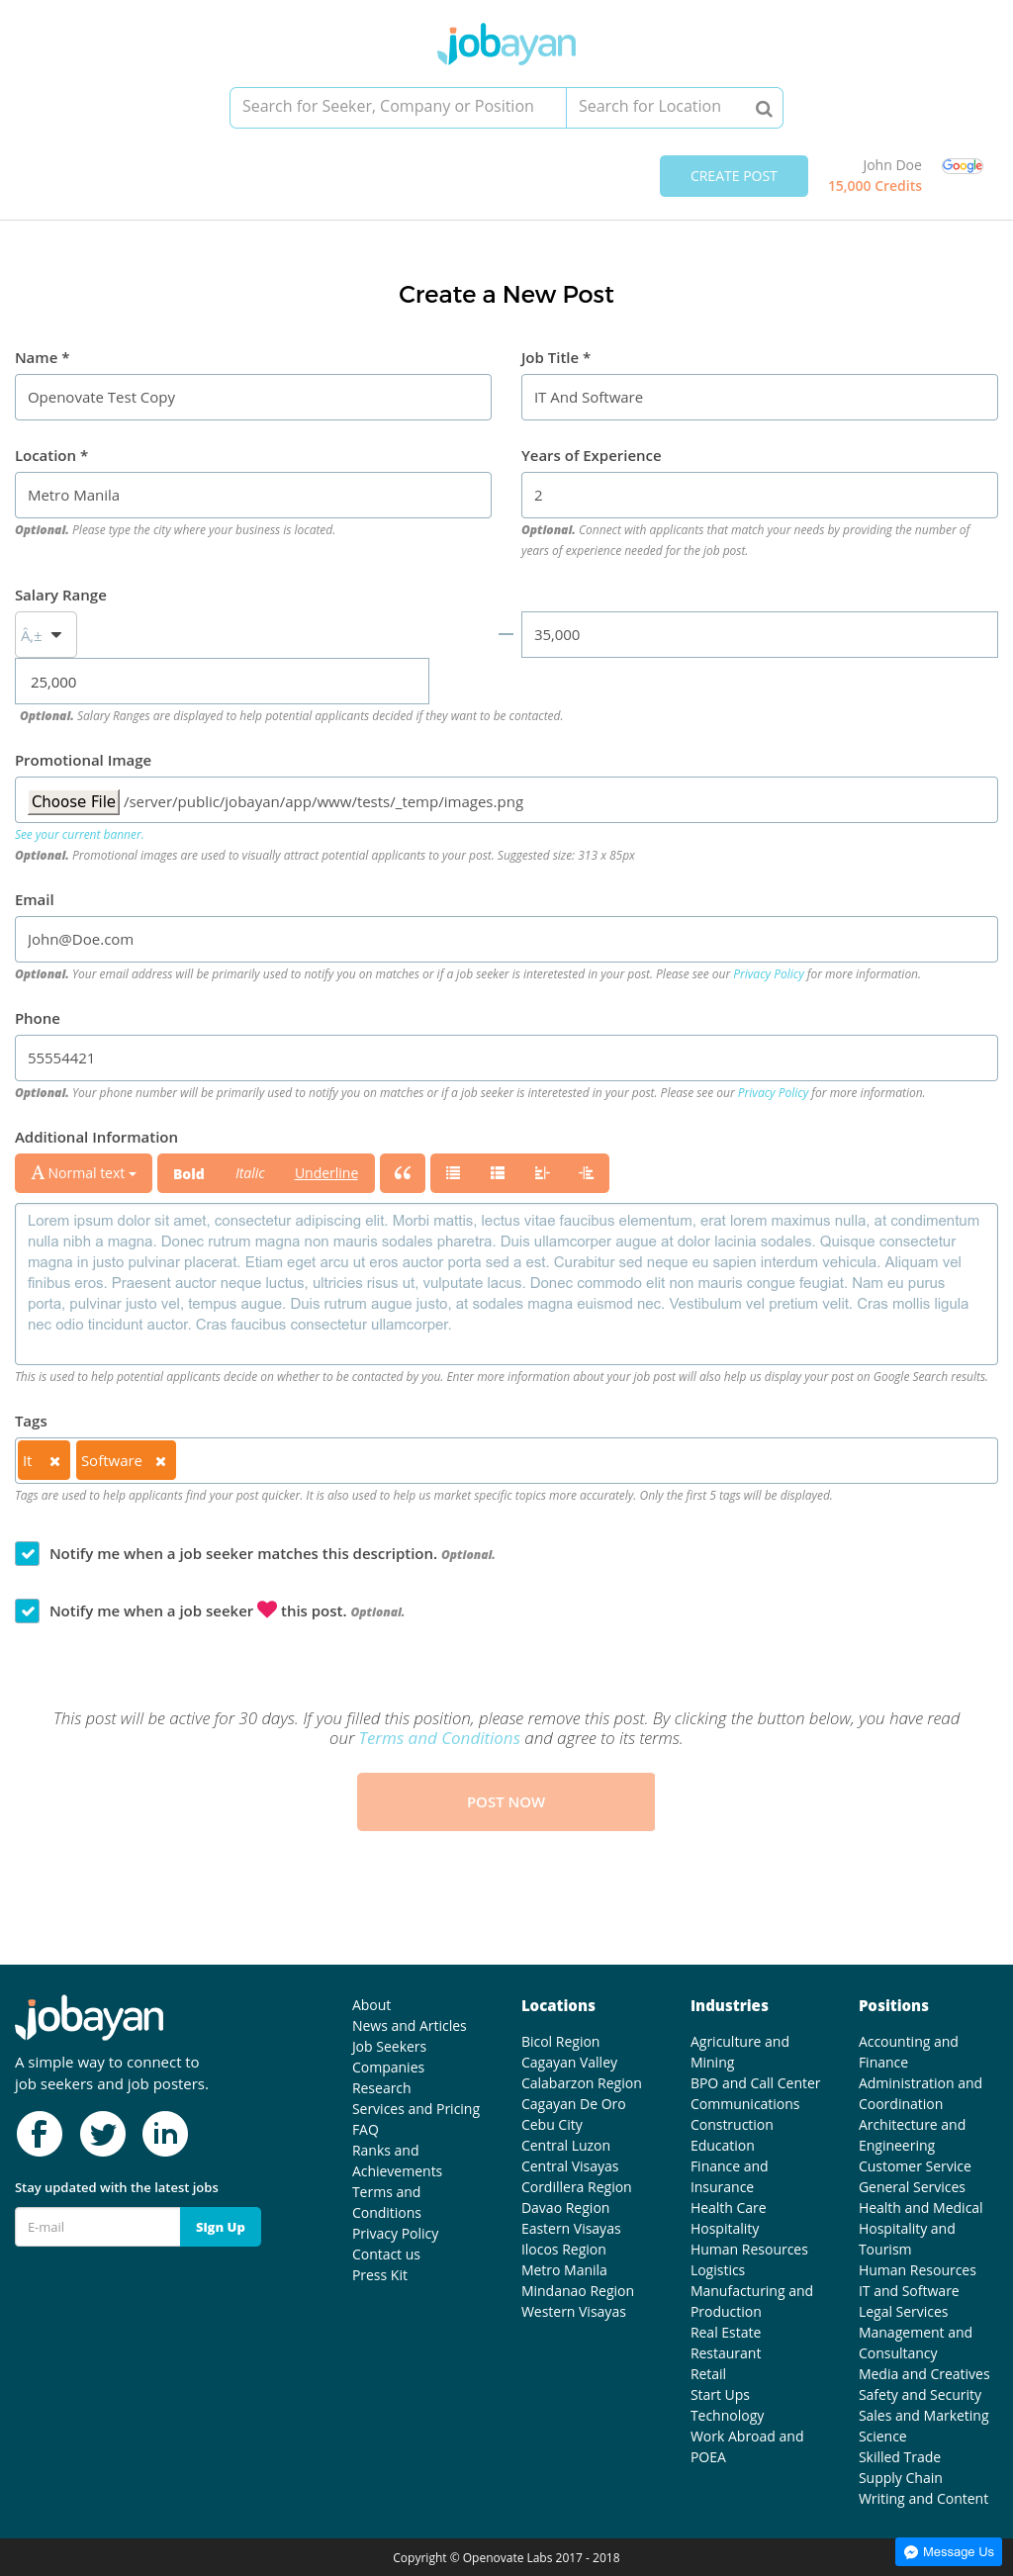 jobayan
Search for Seeker, Company or Position
Search for Location
CREATE POST
John Doe
15,000 Credits
Google
Create a New Post
Name *
Job Title *
Openovate Test Copy
IT And Software
Location *
Years of Experience
Metro Manila
2
Optional. Please type the city where your business is located.
Optional. Connect with applicants that match your needs by providing the number of
years of experience needed for the job post.
Salary Range
Â‚±
—
35,000
25,000
Optional. Salary Ranges are displayed to help potential applicants decided if they want to be contacted.
Promotional Image
Choose File /server/public/jobayan/app/www/tests/_temp/images.png
See your current banner.
Optional. Promotional images are used to visually attract potential applicants to your post. Suggested size: 313 x 85px
Email
John@Doe.com
Optional. Your email address will be primarily used to notify you on matches or if a job seeker is interetested in your post. Please see our Privacy Policy for more information.
Phone
55554421
Optional. Your phone number will be primarily used to notify you on matches or if a job seeker is interetested in your post. Please see our Privacy Policy for more information.
Additional Information
A Normal text
Bold
Italic
Underline
Lorem ipsum dolor sit amet, consectetur adipiscing elit. Morbi mattis, lectus vitae faucibus elementum, erat lorem maximus nulla, at condimentum
nulla nibh a magna. Donec rutrum magna non mauris sodales pharetra. Duis ullamcorper augue at dolor lacinia sodales. Quisque consectetur
magna in justo pulvinar placerat. Etiam eget arcu ut eros auctor porta sed a est. Curabitur sed neque eu sapien interdum vehicula. Aliquam vel
finibus eros. Praesent auctor neque luctus, ultricies risus ut, vulputate lacus. Donec commodo elit non mauris congue feugiat. Nam eu purus
porta, pulvinar justo vel, tempus augue. Duis rutrum augue justo, at sodales magna euismod nec. Vestibulum vel pretium velit. Cras mollis ligula
nec odio tincidunt auctor. Cras faucibus consectetur ullamcorper.
This is used to help potential applicants decide on whether to be contacted by you. Enter more information about your job post will also help us display your post on Google Search results.
Tags
It
Software
Tags are used to help applicants find your post quicker. It is also used to help us market specific topics more accurately. Only the first 5 tags will be displayed.
Notify me when a job seeker matches this description. Optional.
Notify me when a job seeker ♥ this post. Optional.
This post will be active for 30 days. If you filled this position, please remove this post. By clicking the button below, you have read
our Terms and Conditions and agree to its terms.
POST NOW
jobayan
A simple way to connect to
job seekers and job posters.
Stay updated with the latest jobs
E-mail
Sign Up
About
News and Articles
Job Seekers
Companies
Research
Services and Pricing
FAQ
Ranks and
Achievements
Terms and
Conditions
Privacy Policy
Contact us
Press Kit
Locations
Bicol Region
Cagayan Valley
Calabarzon Region
Cagayan De Oro
Cebu City
Central Luzon
Central Visayas
Cordillera Region
Davao Region
Eastern Visayas
Ilocos Region
Metro Manila
Mindanao Region
Western Visayas
Industries
Agriculture and
Mining
BPO and Call Center
Communications
Construction
Education
Finance and
Insurance
Health Care
Hospitality
Human Resources
Logistics
Manufacturing and
Production
Real Estate
Restaurant
Retail
Start Ups
Technology
Work Abroad and
POEA
Positions
Accounting and
Finance
Administration and
Coordination
Architecture and
Engineering
Customer Service
General Services
Health and Medical
Hospitality and
Tourism
Human Resources
IT and Software
Legal Services
Management and
Consultancy
Media and Creatives
Safety and Security
Sales and Marketing
Science
Skilled Trade
Supply Chain
Writing and Content
Copyright © Openovate Labs 2017 - 2018
Message Us